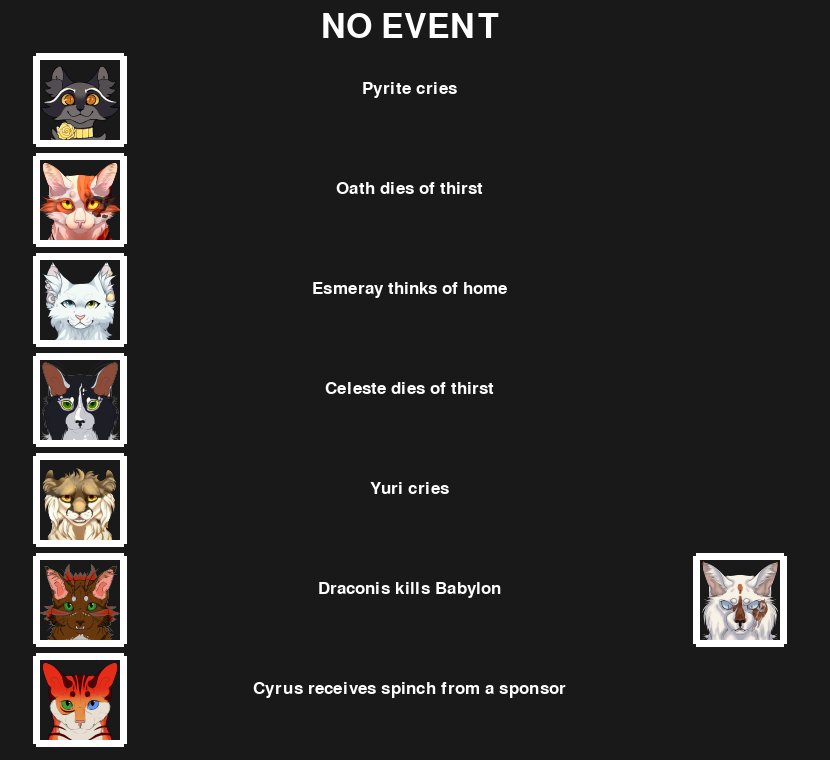 NO EVENT
Pyrite cries
Oath dies of thirst
Esmeray thinks of home
Celeste dies of thirst
Yuri cries
Draconis kills Babylon
Cyrus receives spinch from a sponsor